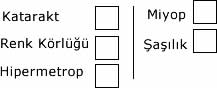 Katarakt
Renk Körlüğü
Hipermetrop
Miyop
Şaşılık